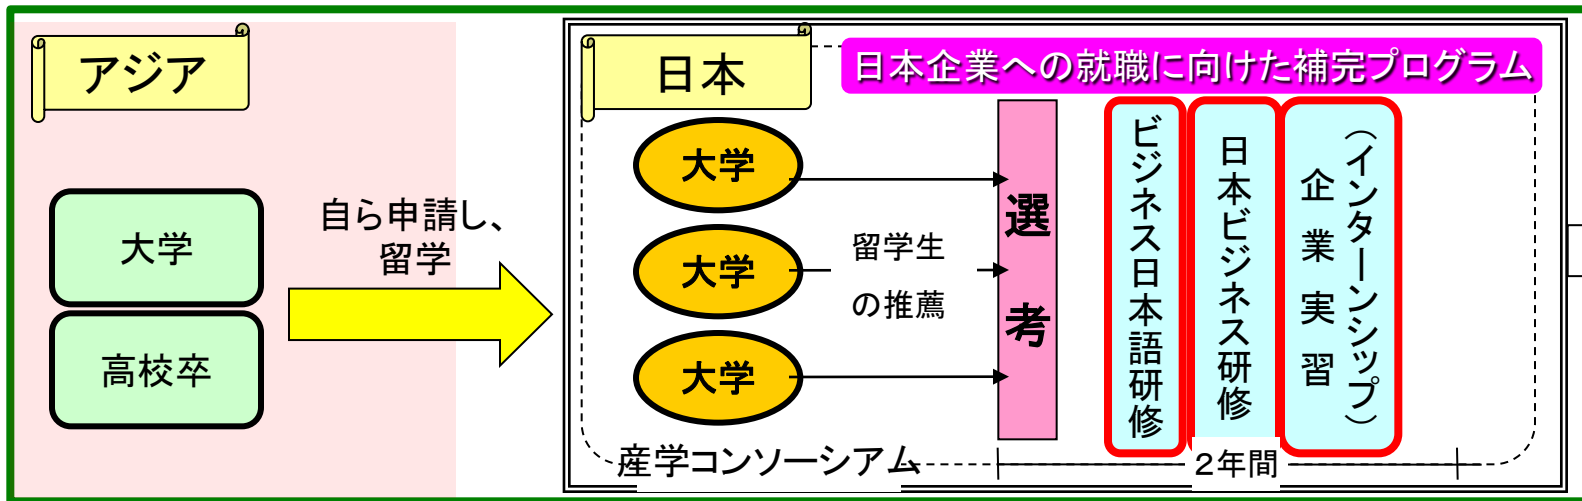 アジア
大学
高校卒
自ら申請し、
留学
日本
日本企業への就職に向けた補完プログラム
大学
大学
大学
留学生
の推薦
選考
ビジネス日本語研修
日本ビジネス研修
企業実習
（インターンシップ）
産学コンソーシアム
２年間